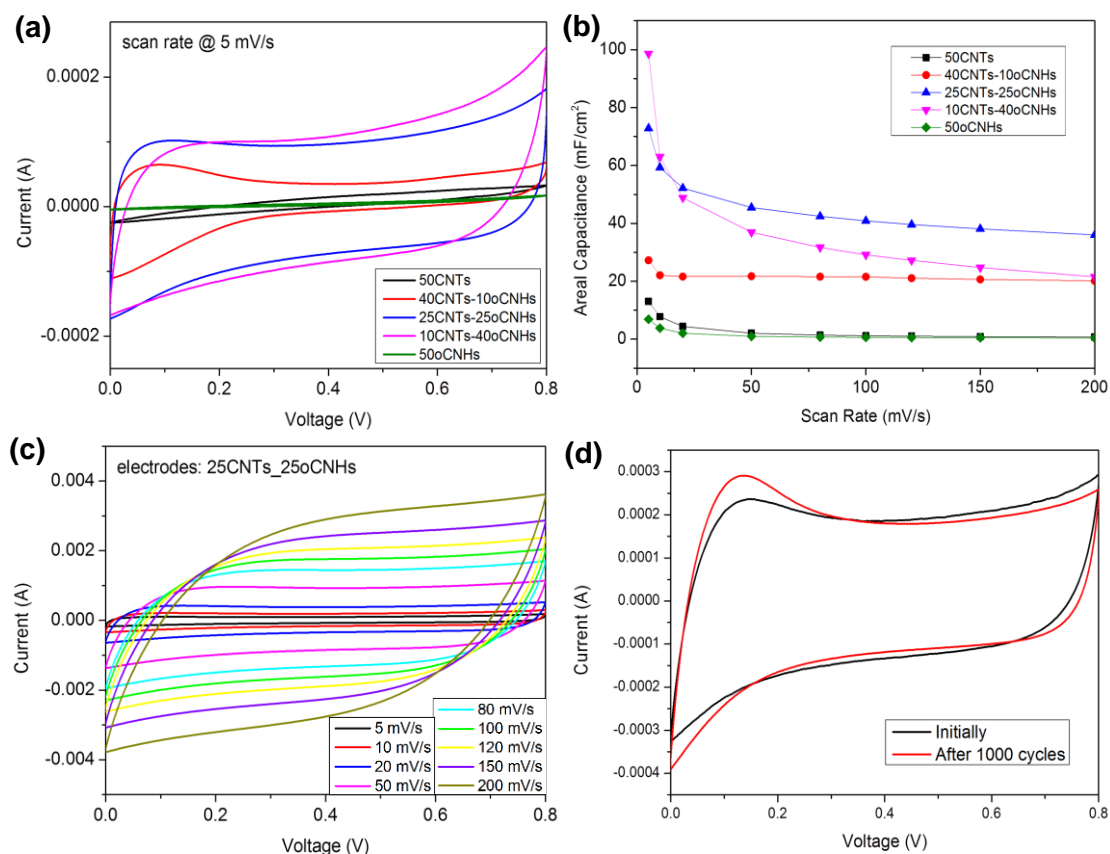 (a)
scan rate @ 5 mV/s
0.0002
0.0000
-0.0002
Current (A)
0.0
0.2
0.4
0.6
0.8
Voltage (V)
50CNTs
40CNTs-10oCNHs
25CNTs-25oCNHs
10CNTs-40oCNHs
50oCNHs
(b)
100
80
60
40
20
0
Areal Capacitance (mF/cm²)
0
50
100
150
200
Scan Rate (mV/s)
50CNTs
40CNTs-10oCNHs
25CNTs-25oCNHs
10CNTs-40oCNHs
50oCNHs
(c)
electrodes: 25CNTs_25oCNHs
0.004
0.002
0.000
-0.002
-0.004
Current (A)
0.0
0.2
0.4
0.6
0.8
Voltage (V)
5 mV/s
10 mV/s
20 mV/s
50 mV/s
80 mV/s
100 mV/s
120 mV/s
150 mV/s
200 mV/s
(d)
0.0003
0.0002
0.0001
0.0000
-0.0001
-0.0002
-0.0003
-0.0004
Current (A)
0.0
0.2
0.4
0.6
0.8
Voltage (V)
Initially
After 1000 cycles